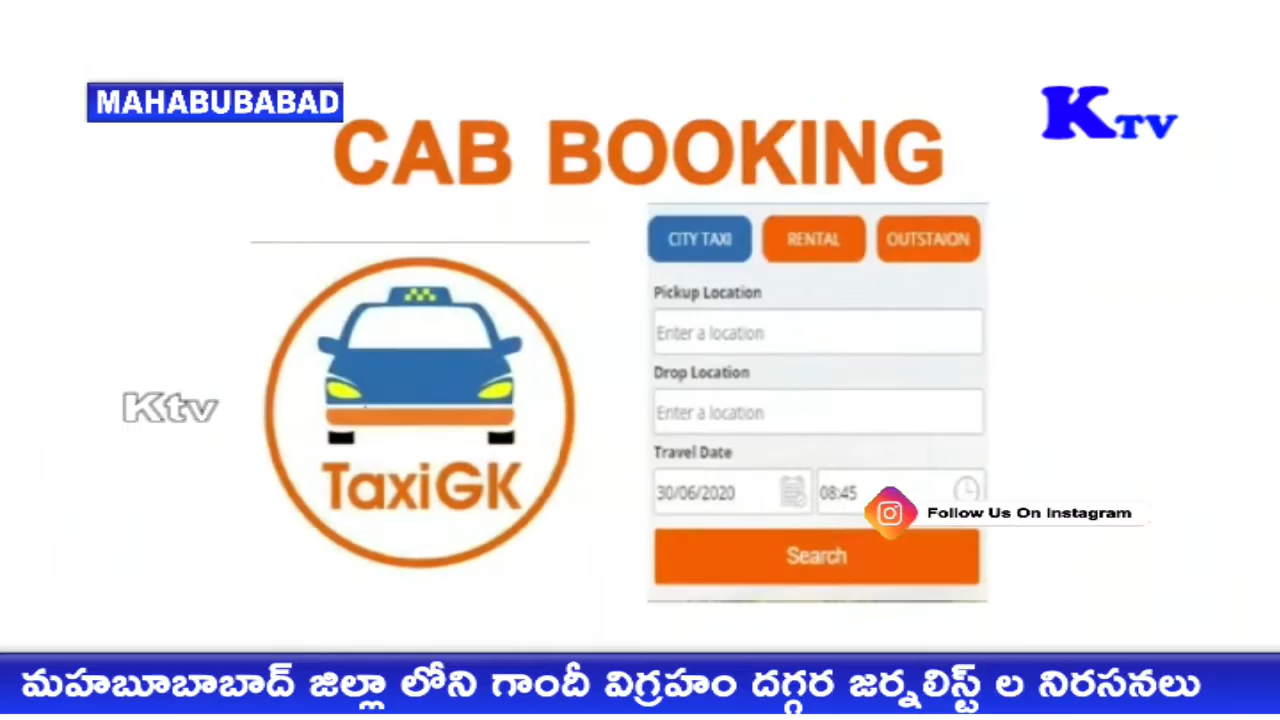 MAHABUBABAD
K TV
CAB BOOKING
CITY TAXI RENTAL OUTSTAION
Pickup Location
Enter a location
Drop Location
Enter a location
Ktv
Travel Date
30/06/2020 08:45
TaxiGK
Follow Us On Instagram
Search
మహబూబాబాద్ జిల్లా లోని గాందీ విగ్రహం దగ్గర జర్నలిస్ట్ ల నిరసనలు